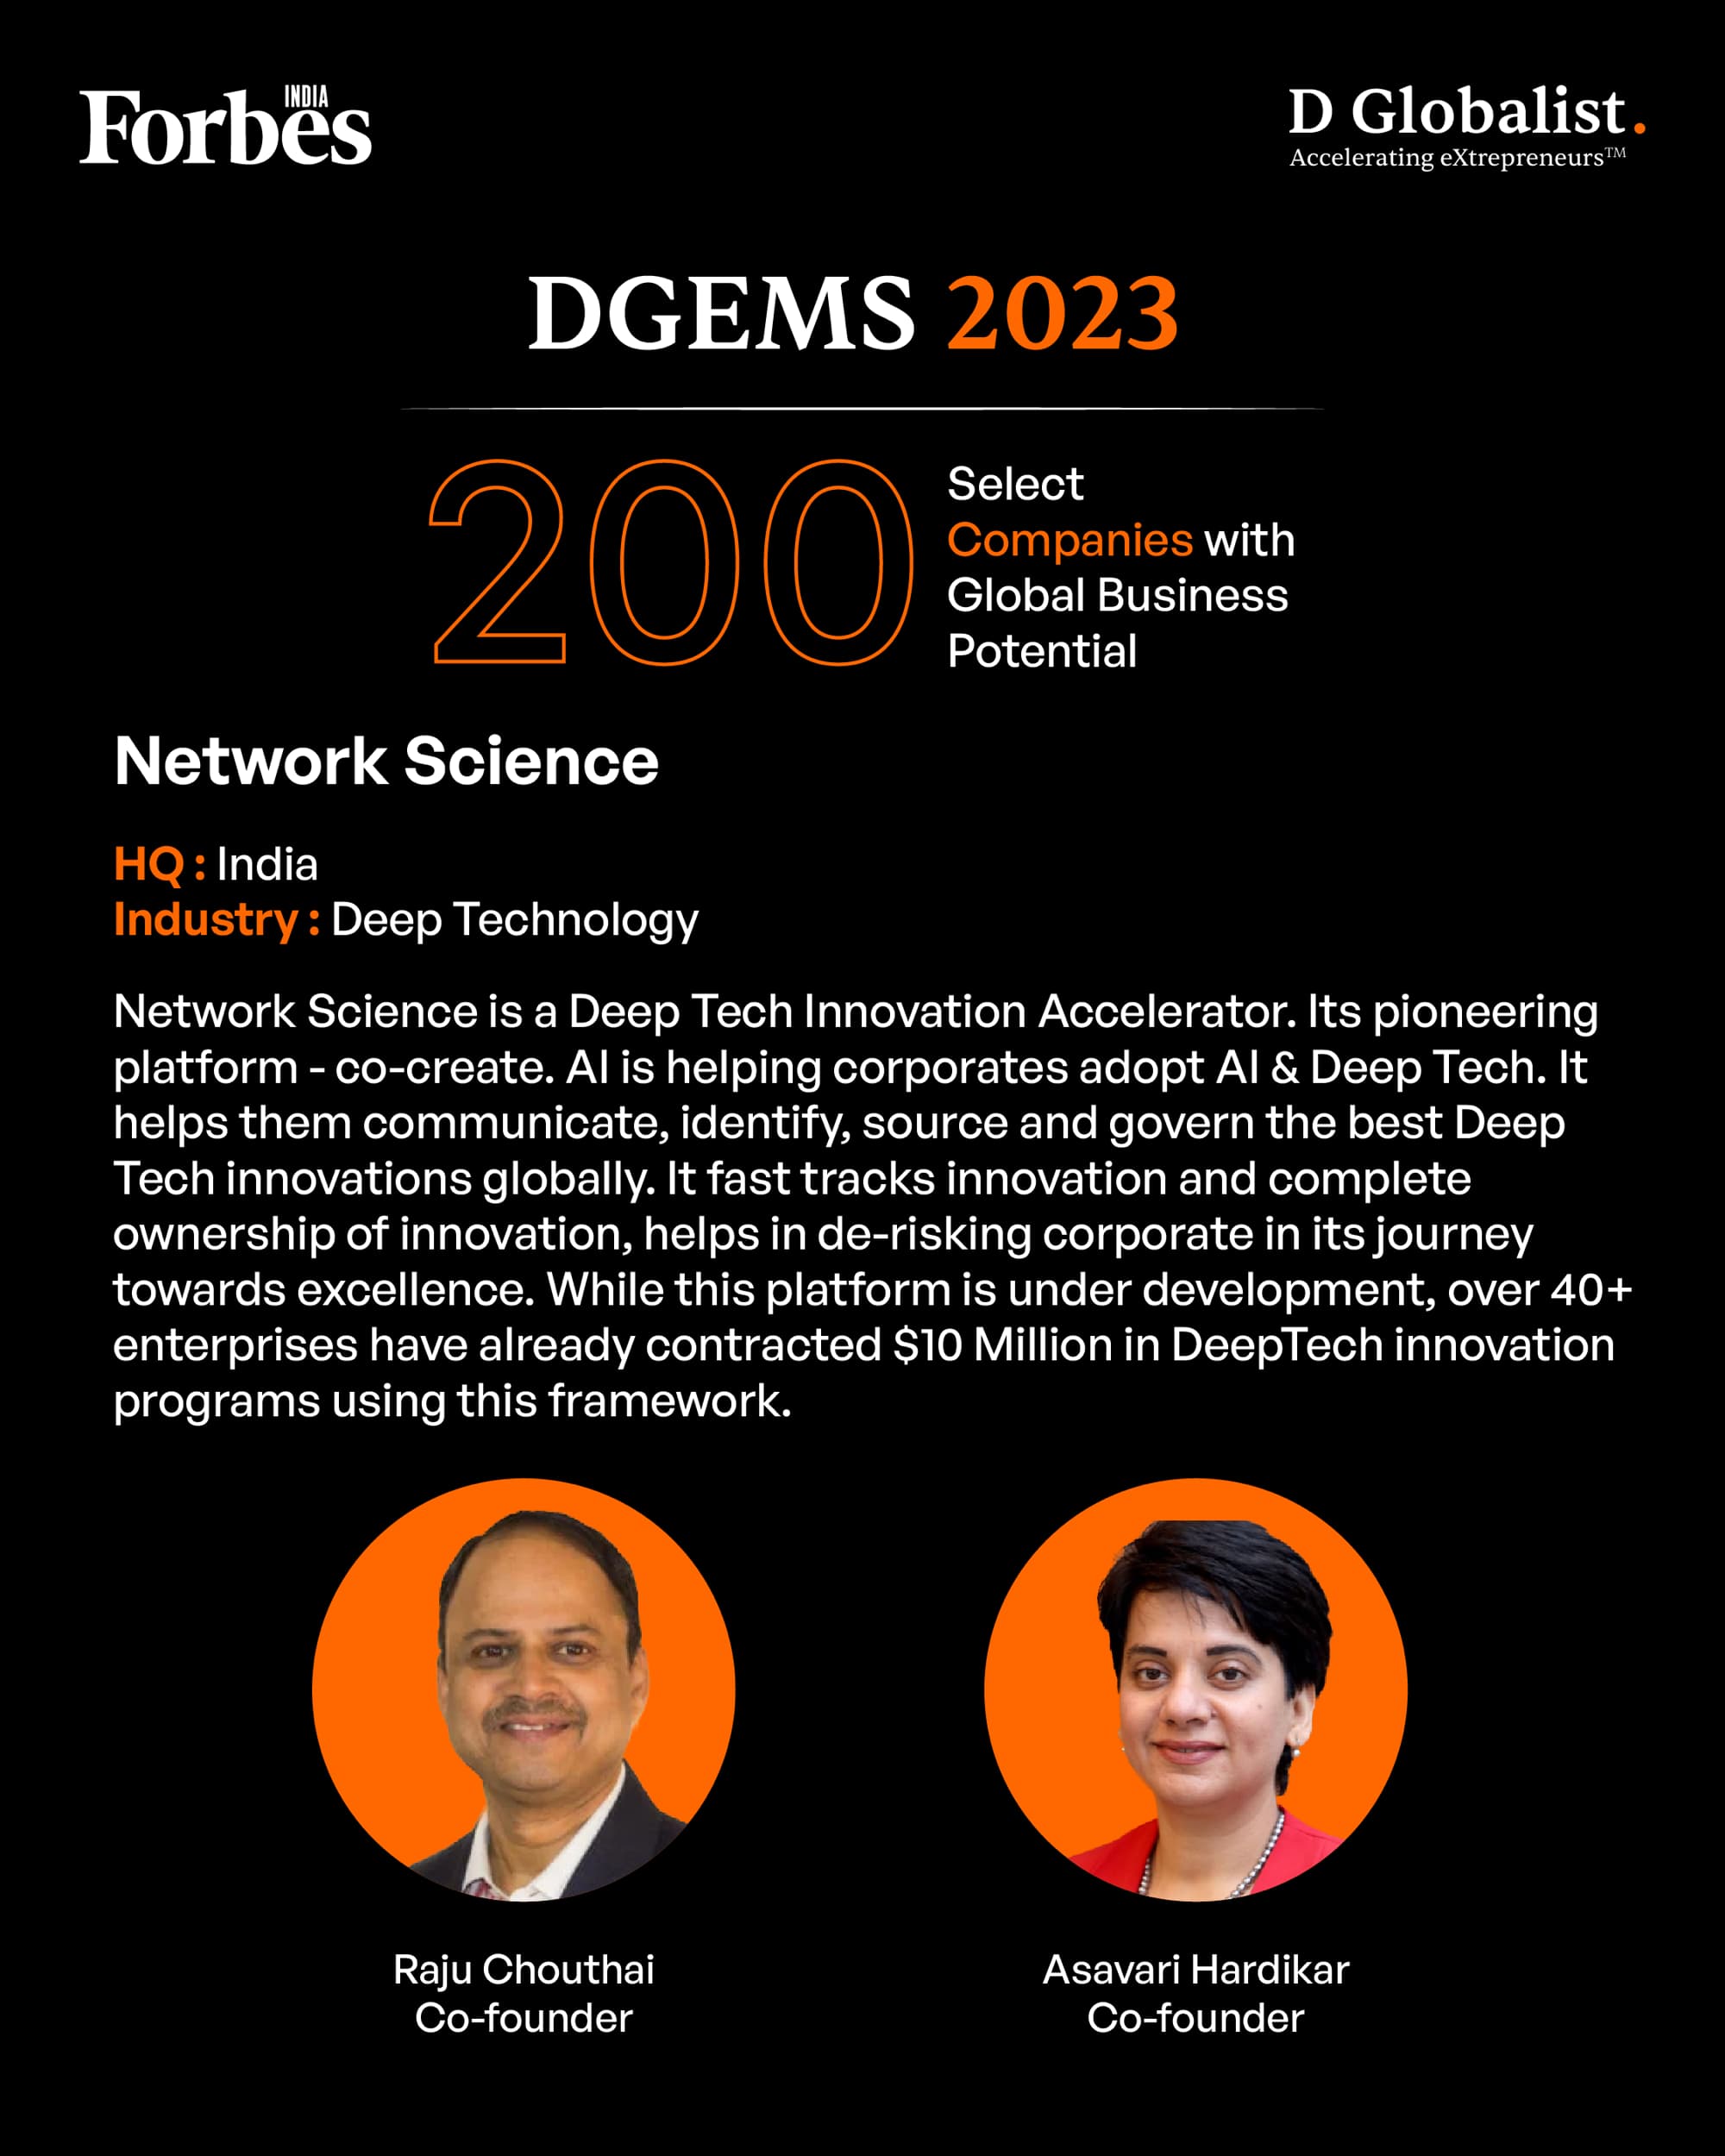 Forbes INDIA
D Globalist.
Accelerating eXtrepreneurs™
DGEMS 2023
200
Select
Companies with
Global Business
Potential
Network Science
HQ : India
Industry : Deep Technology
Network Science is a Deep Tech Innovation Accelerator. Its pioneering
platform - co-create. AI is helping corporates adopt AI & Deep Tech. It
helps them communicate, identify, source and govern the best Deep
Tech innovations globally. It fast tracks innovation and complete
ownership of innovation, helps in de-risking corporate in its journey
towards excellence. While this platform is under development, over 40+
enterprises have already contracted $10 Million in DeepTech innovation
programs using this framework.
Raju Chouthai
Co-founder
Asavari Hardikar
Co-founder